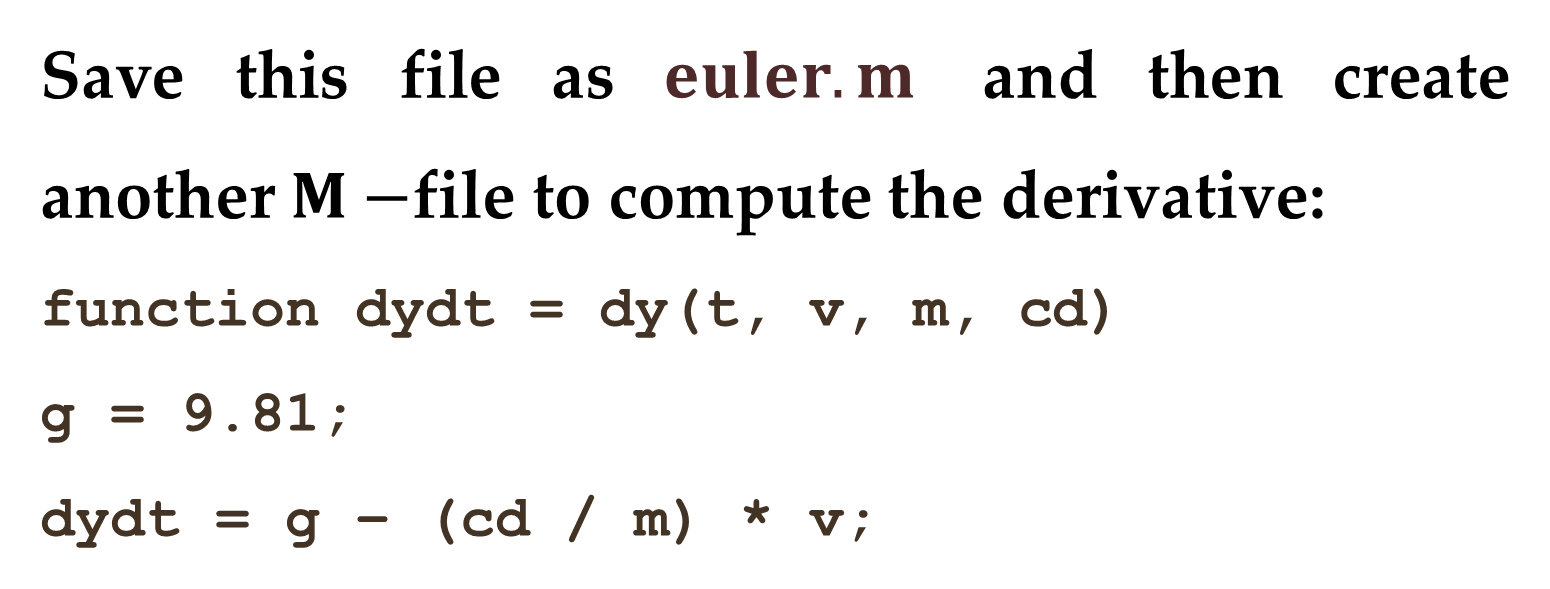 Save this file as euler.m and then create
another M –file to compute the derivative:
function dydt = dy(t, v, m, cd)
g = 9.81;
dydt = g – (cd / m) * v;